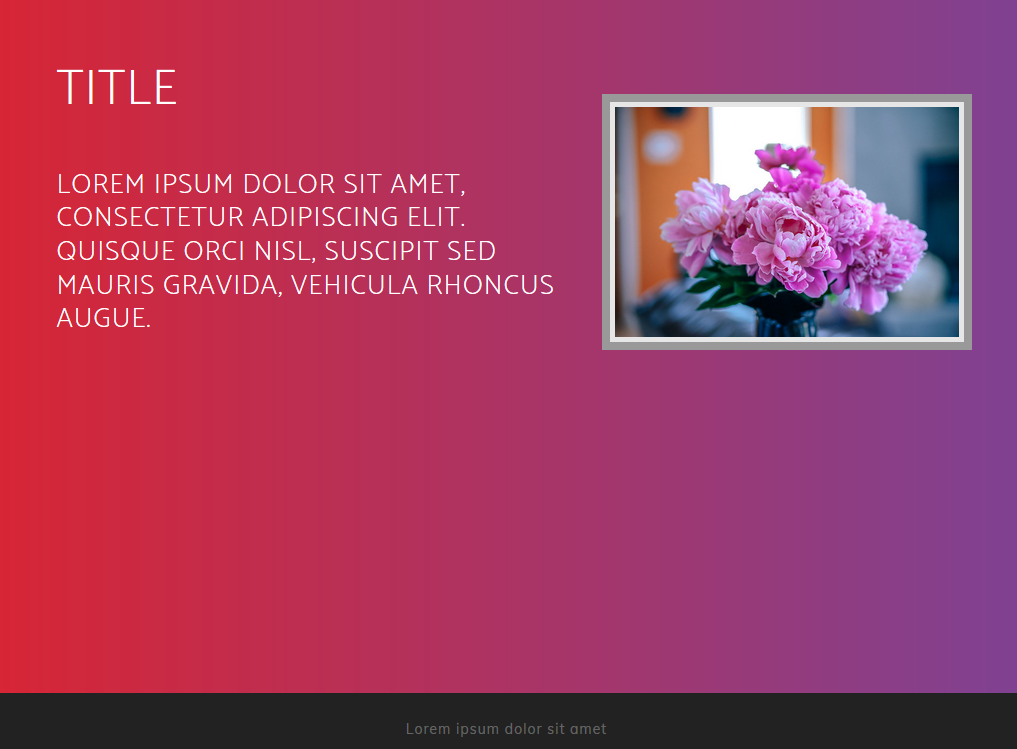 TITLE
LOREM IPSUM DOLOR SIT AMET,
CONSECTETUR ADIPISCING ELIT.
QUISQUE ORCI NISL, SUSCIPIT SED
MAURIS GRAVIDA, VEHICULA RHONCUS
AUGUE.
Lorem ipsum dolor sit amet